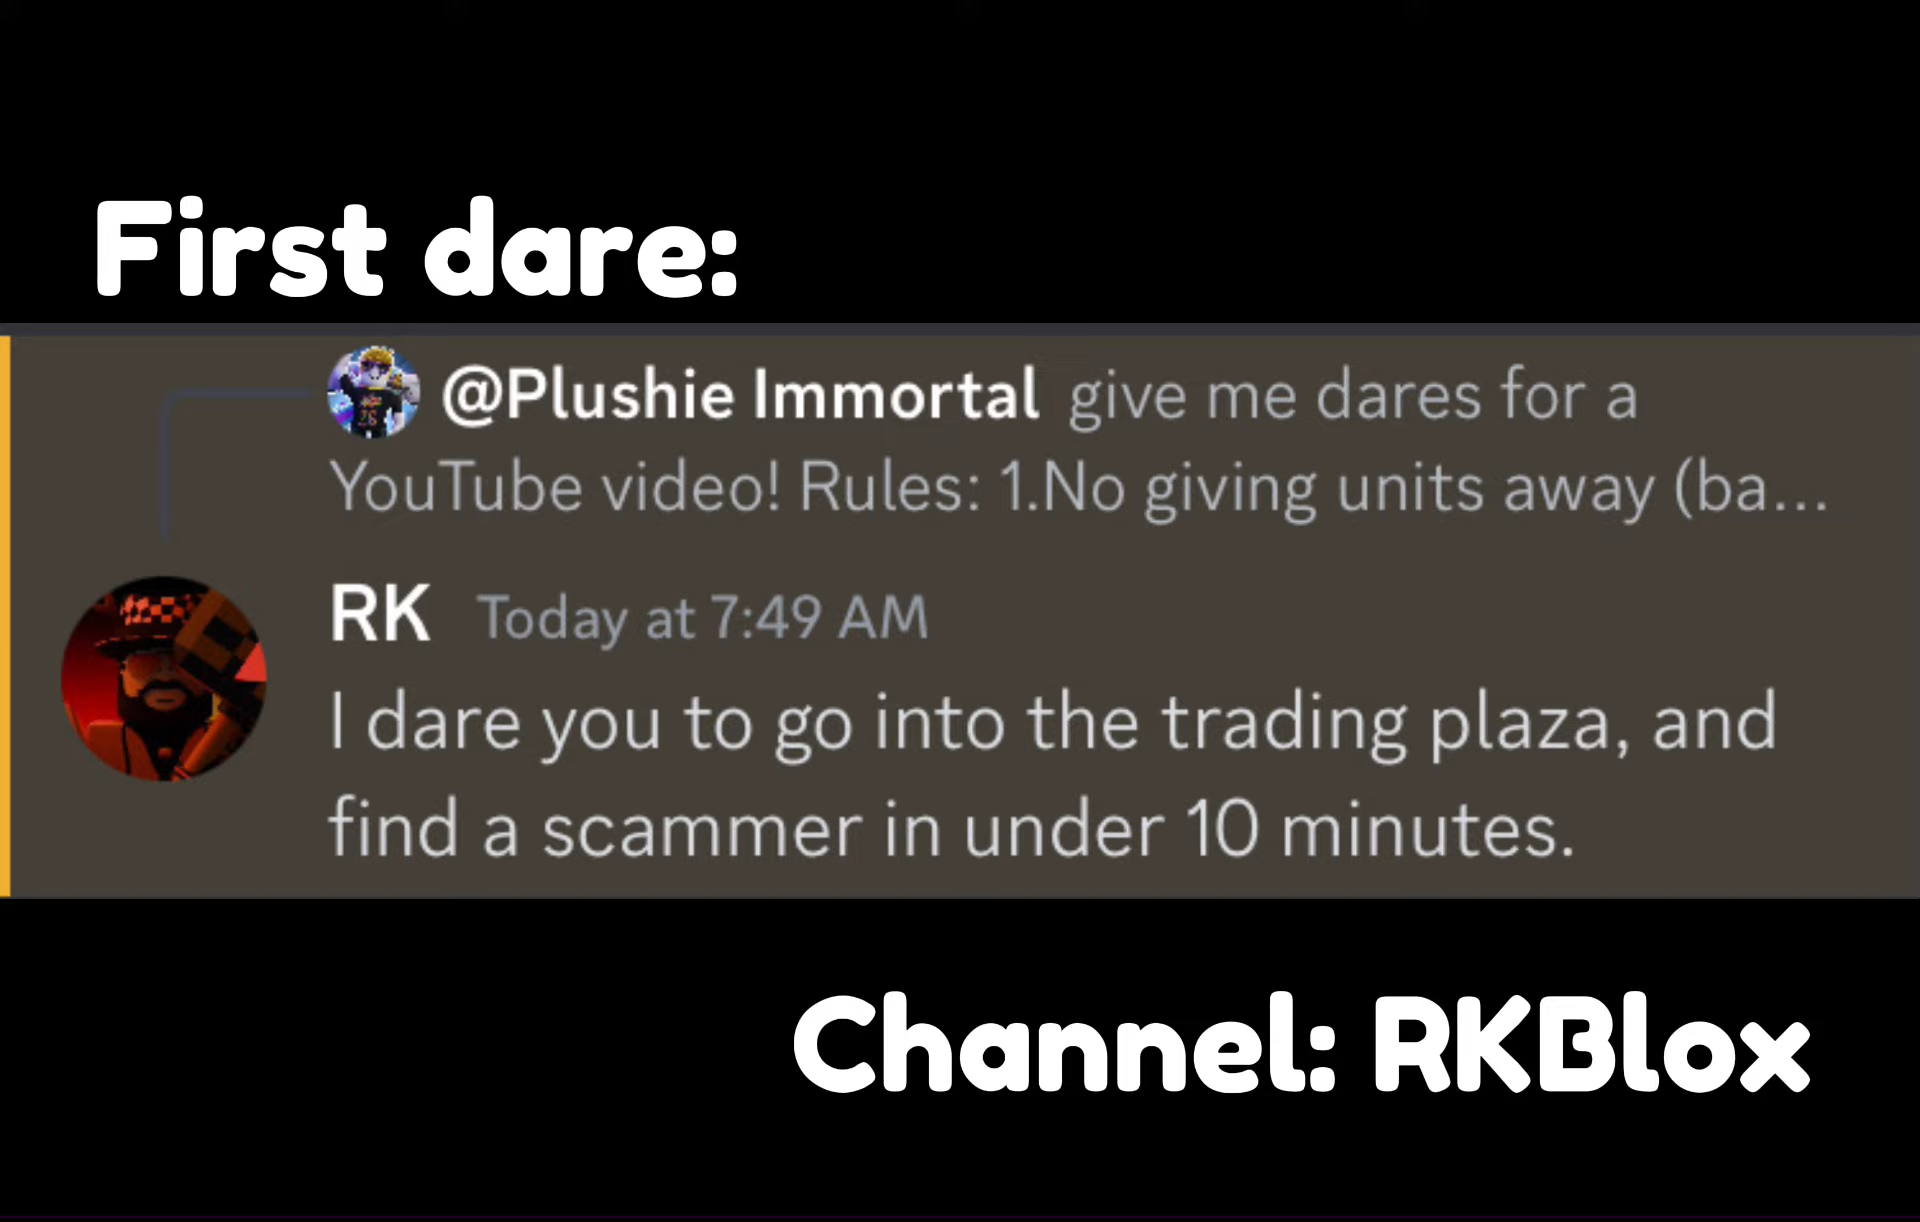 First dare:
@Plushie Immortal give me dares for a
YouTube video! Rules: 1.No giving units away (ba...
RK Today at 7:49 AM
I dare you to go into the trading plaza, and
find a scammer in under 10 minutes.
Channel: RKBlox